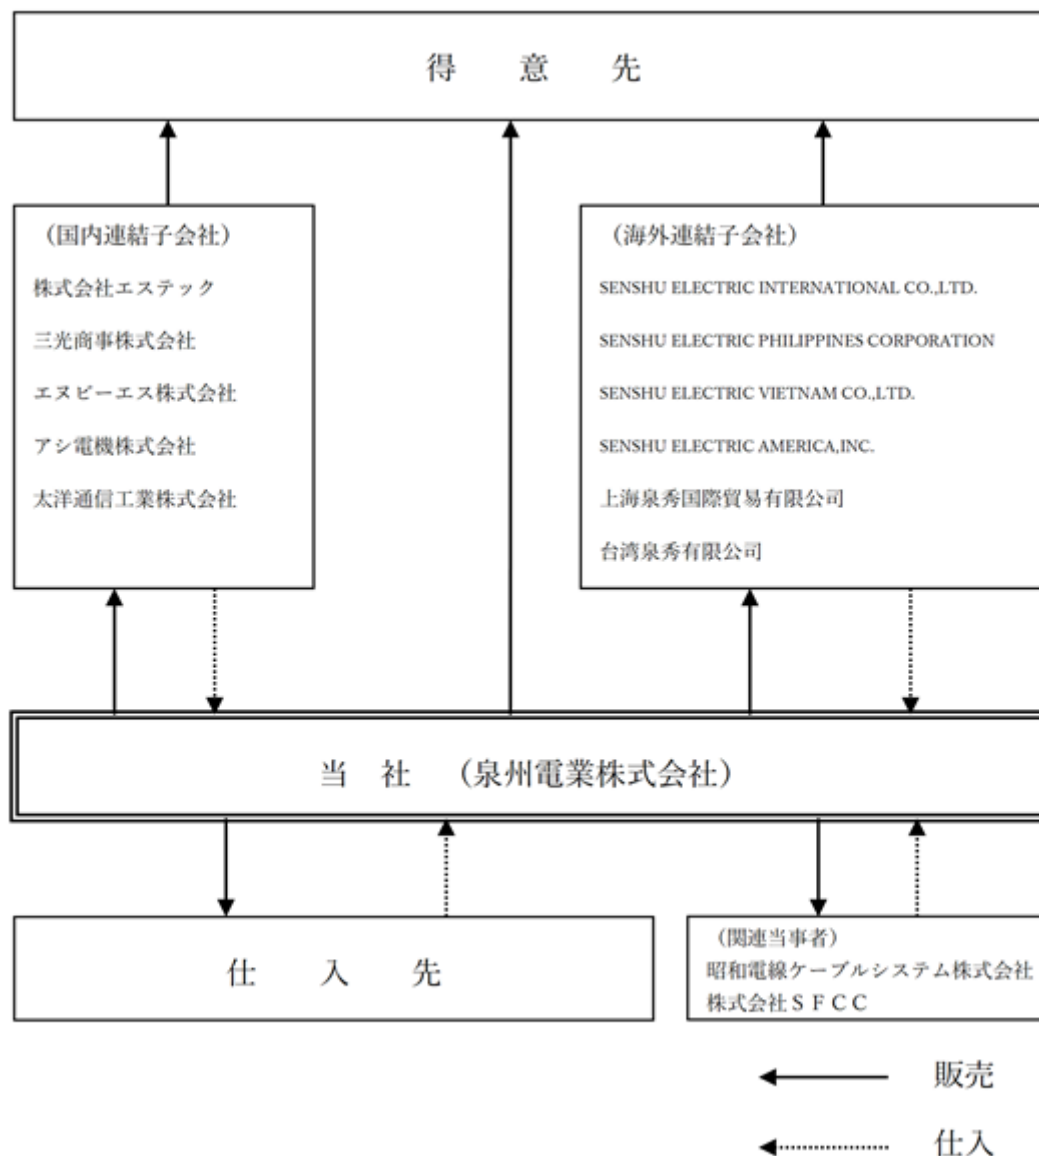 得 意 先
（国内連結子会社）
株式会社エステック
三光商事株式会社
エヌビーエス株式会社
アシ電機株式会社
太洋通信工業株式会社
（海外連結子会社）
SENSHU ELECTRIC INTERNATIONAL CO.,LTD.
SENSHU ELECTRIC PHILIPPINES CORPORATION
SENSHU ELECTRIC VIETNAM CO.,LTD.
SENSHU ELECTRIC AMERICA,INC.
上海泉秀国際貿易有限公司
台湾泉秀有限公司
当 社 （泉州電業株式会社）
仕 入 先
（関連当事者）
昭和電線ケーブルシステム株式会社
株式会社ＳＦＣＣ
販売
仕入